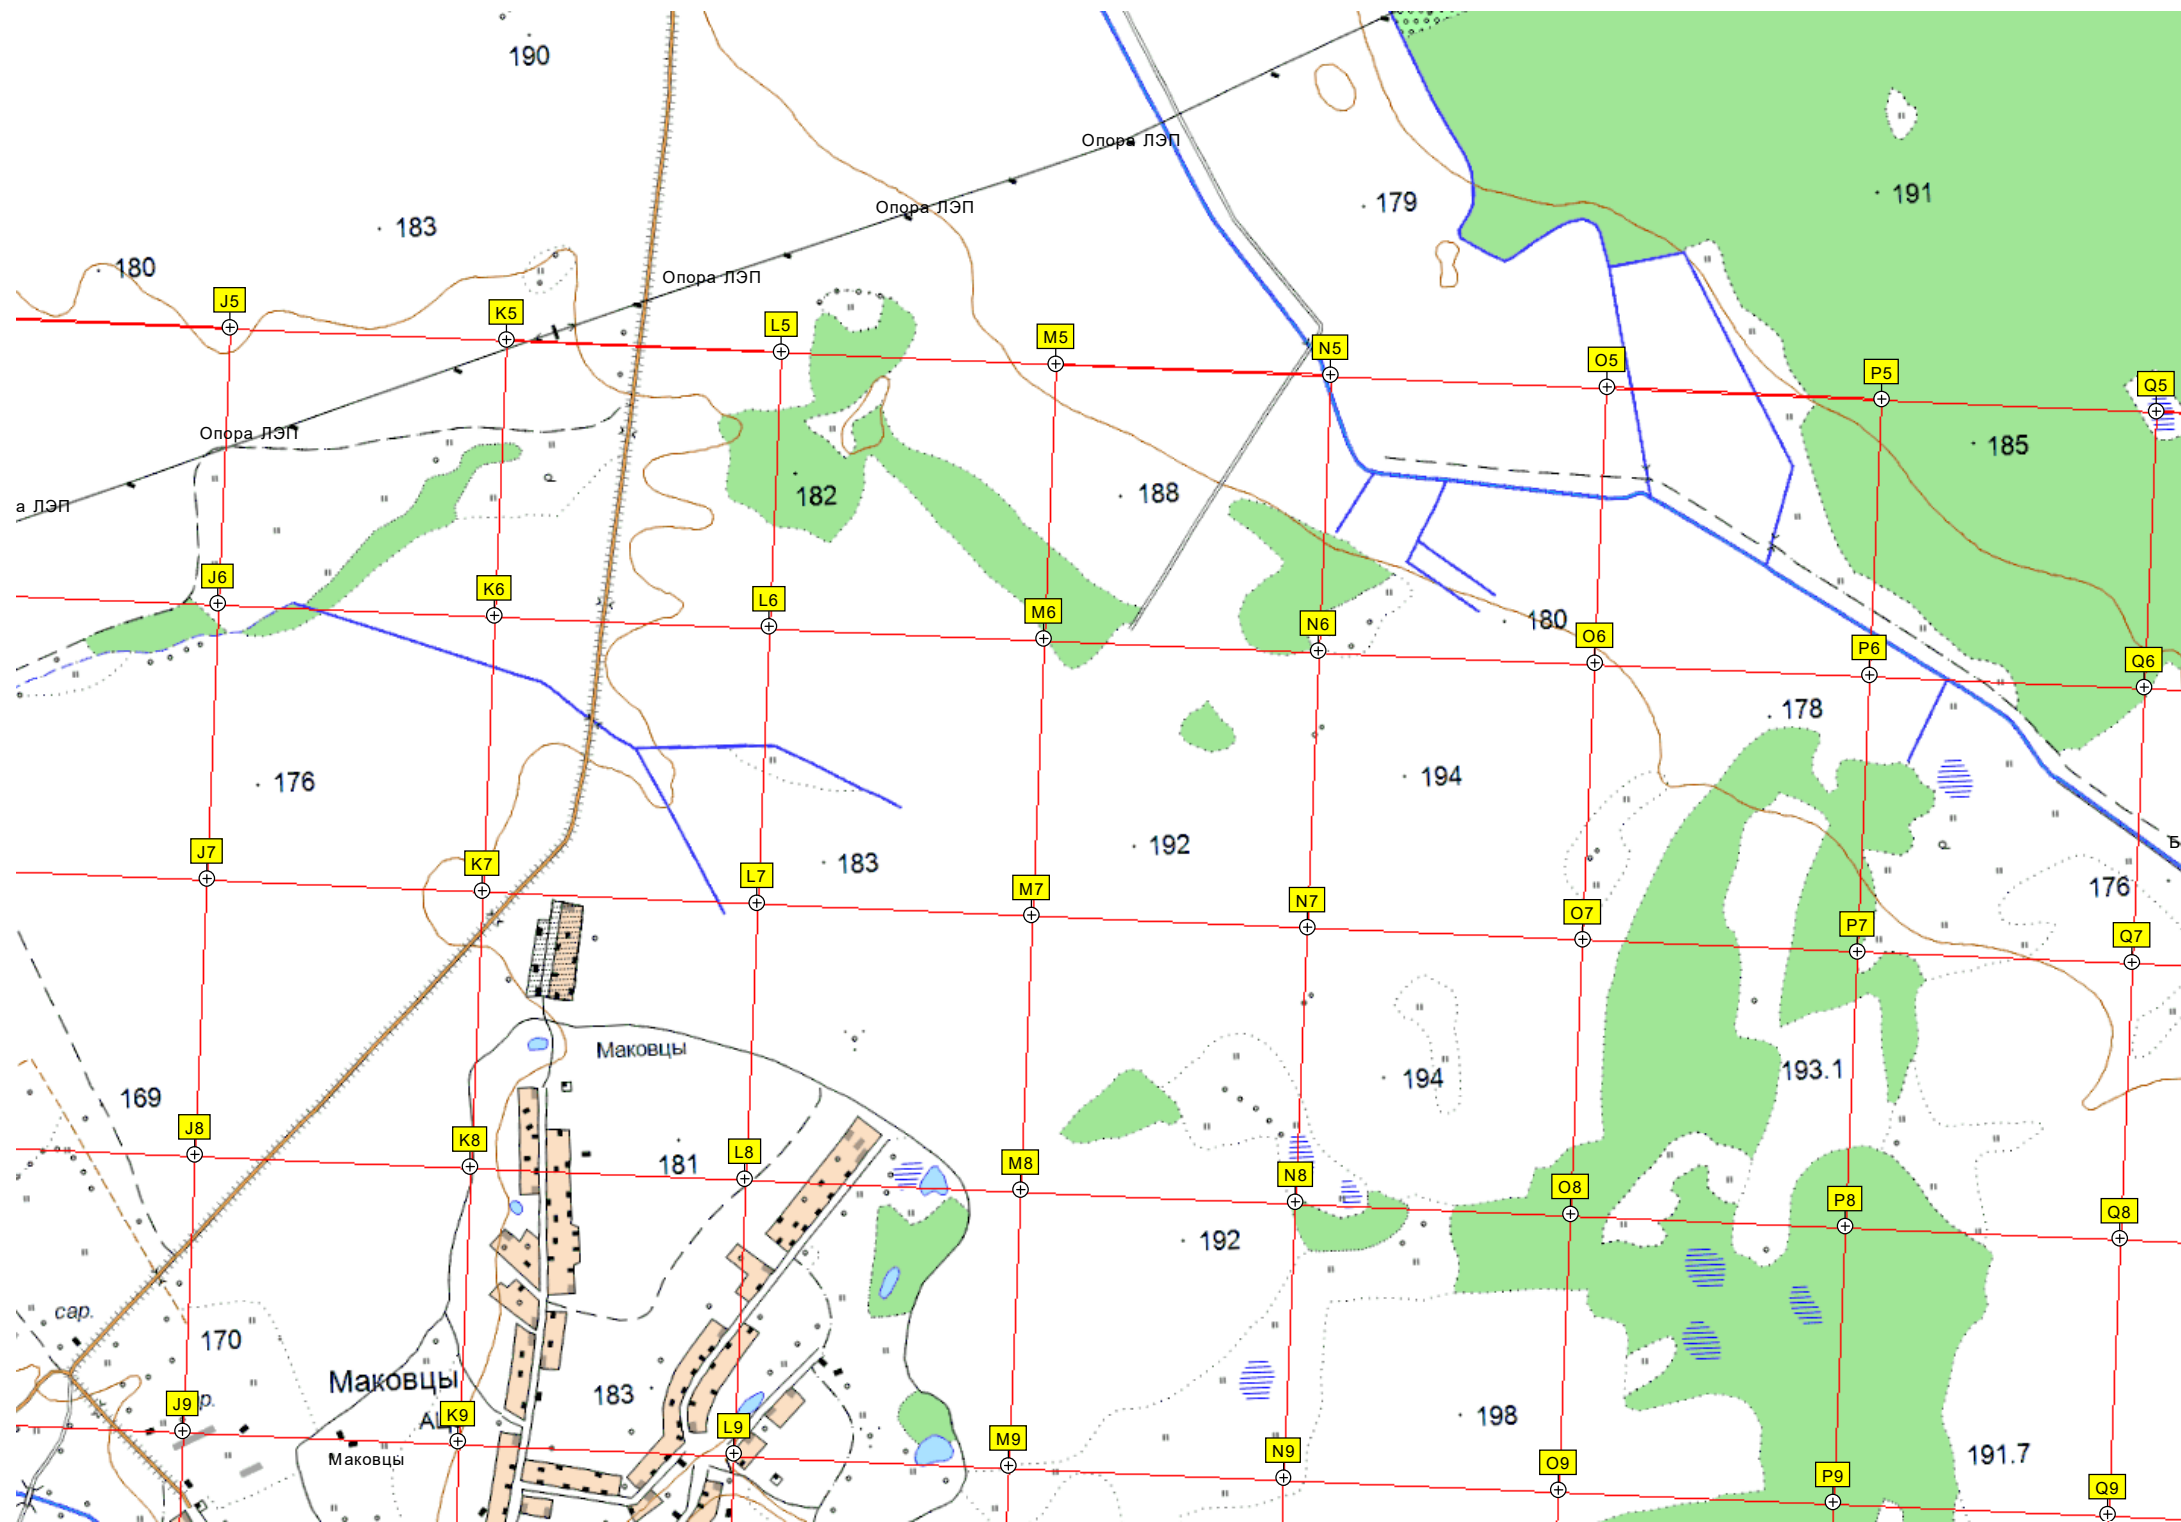 190
Опора ЛЭП
191
179
Опора ЛЭП
183
180
Опора ЛЭП
J5
K5
L5
M5
N5
O5
P5
Q5
Опора ЛЭП
185
182
188
а ЛЭП
J6
K6
L6
M6
N6
180
O6
P6
Q6
178
176
194
192
183
J7
K7
L7
M7
N7
176
O7
P7
Q7
Маковцы
194
193.1
169
J8
K8
L8
181
M8
N8
O8
P8
Q8
192
сар.
170
Маковцы
183
J9
р.
K9
L9
M9
N9
198
O9
P9
191.7
Q9
Маковцы